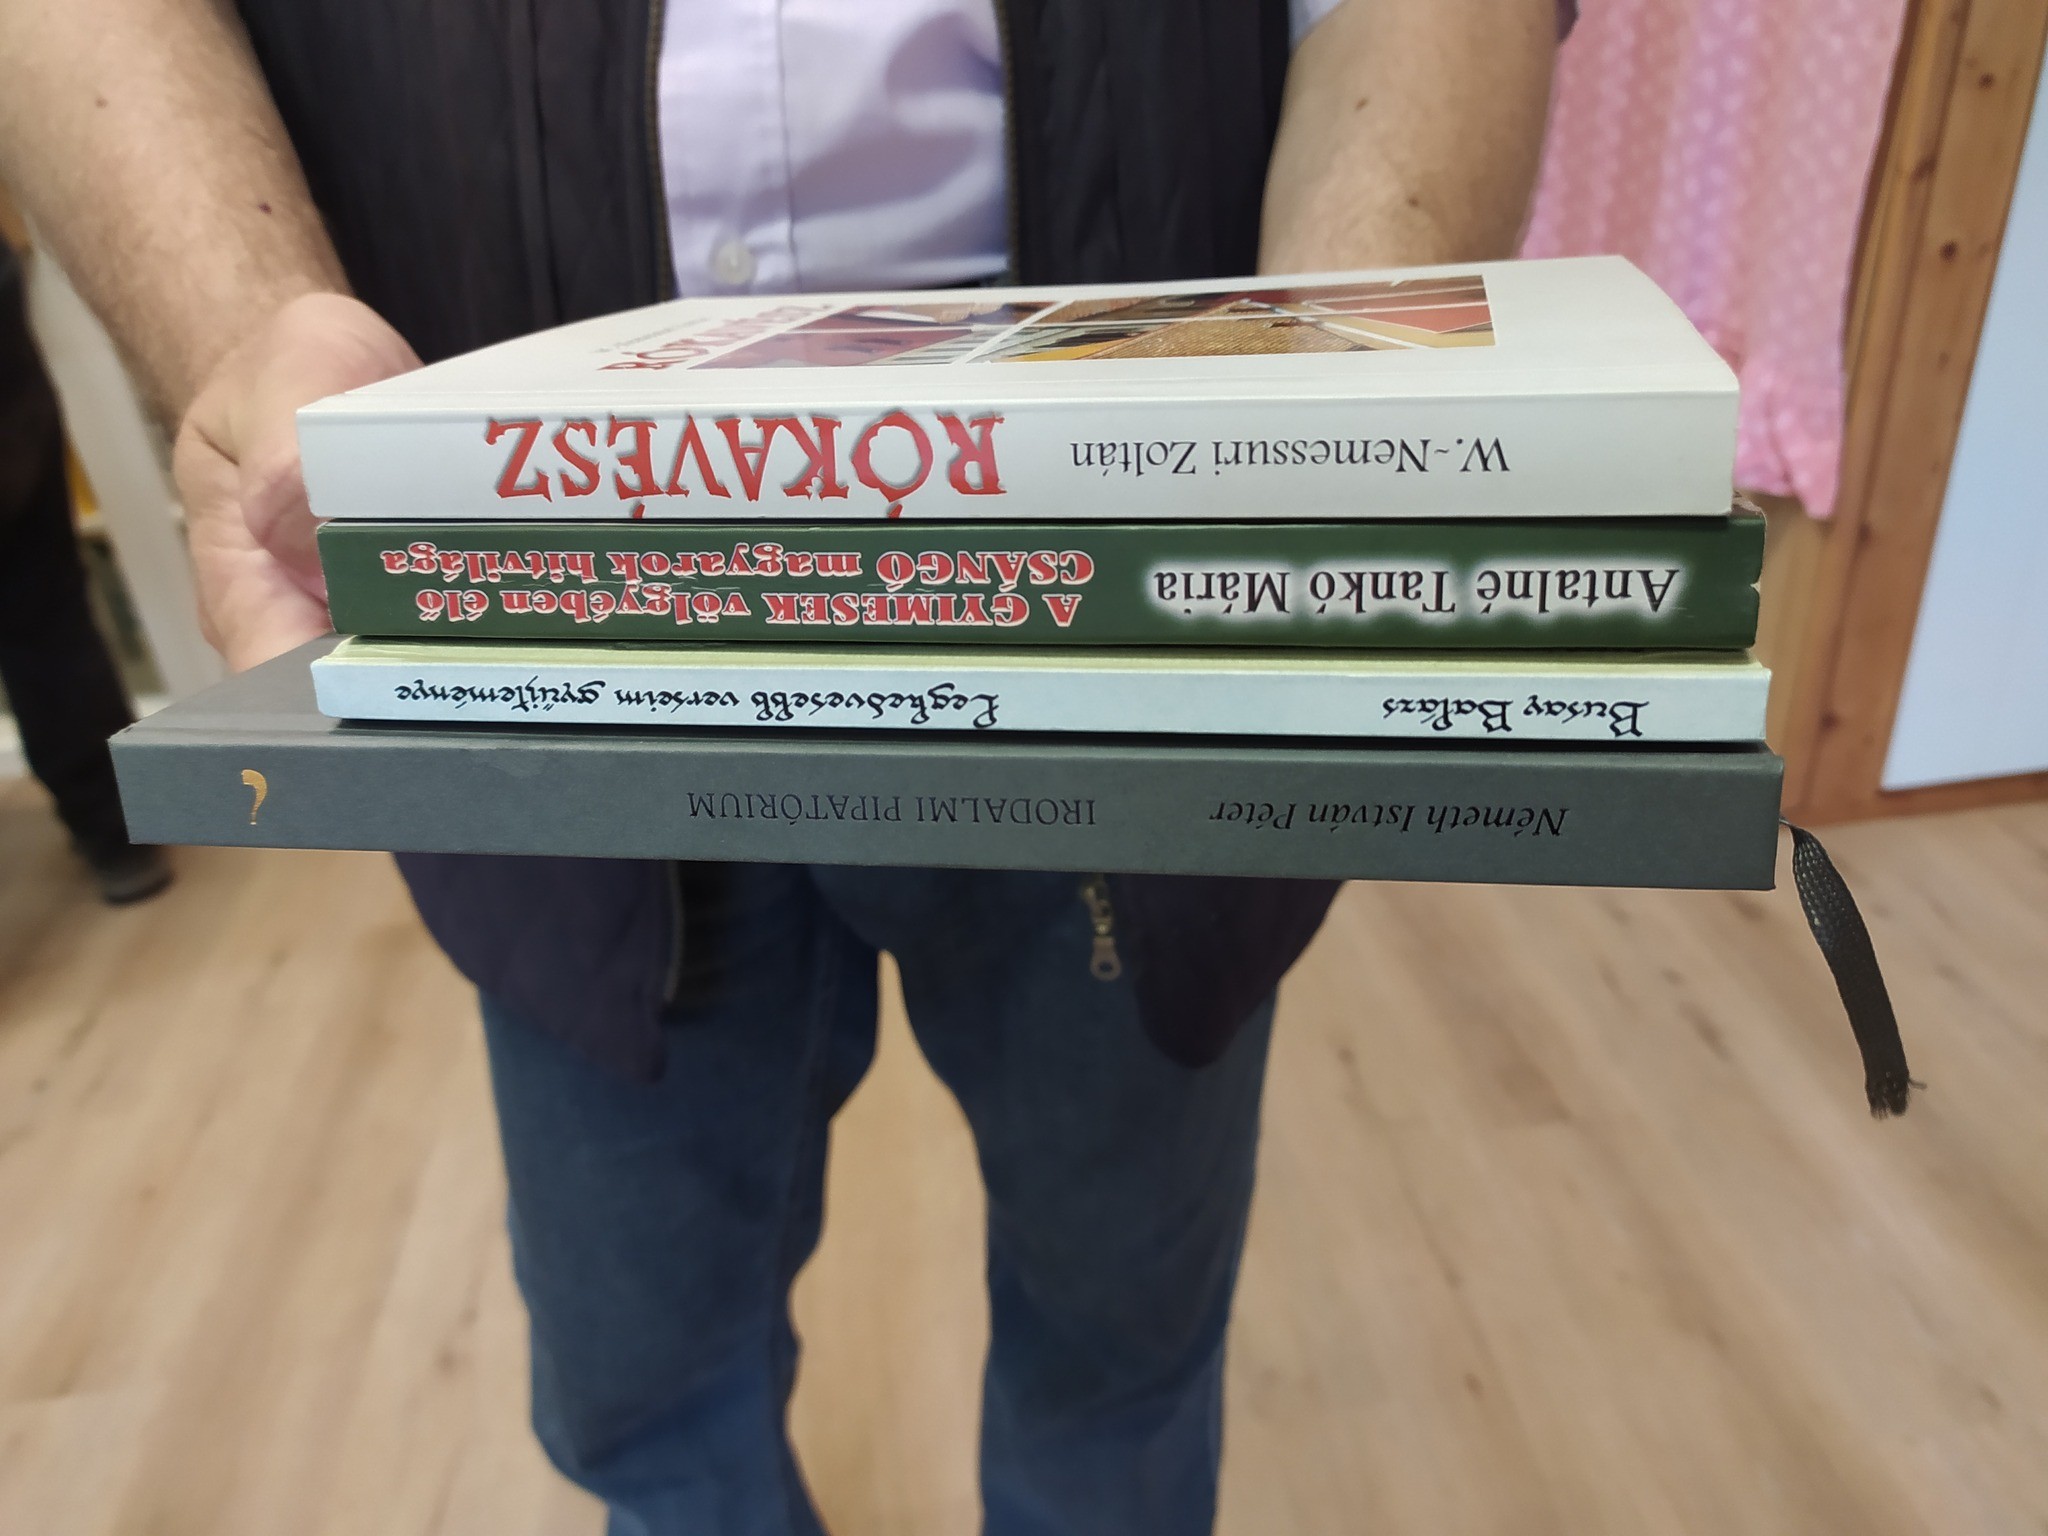 RÓKAVÉSZ
W.-Nemessuri Zoltán RÓKAVÉSZ
Antalné Tankó Mária
A GYIMESEK völgyében élő
CSÁNGÓ magyarok hitvilága
Busay Balázs Legkedvesebb verseim gyűjteménye
Németh István Péter IRODALMI PIPATÓRIUM